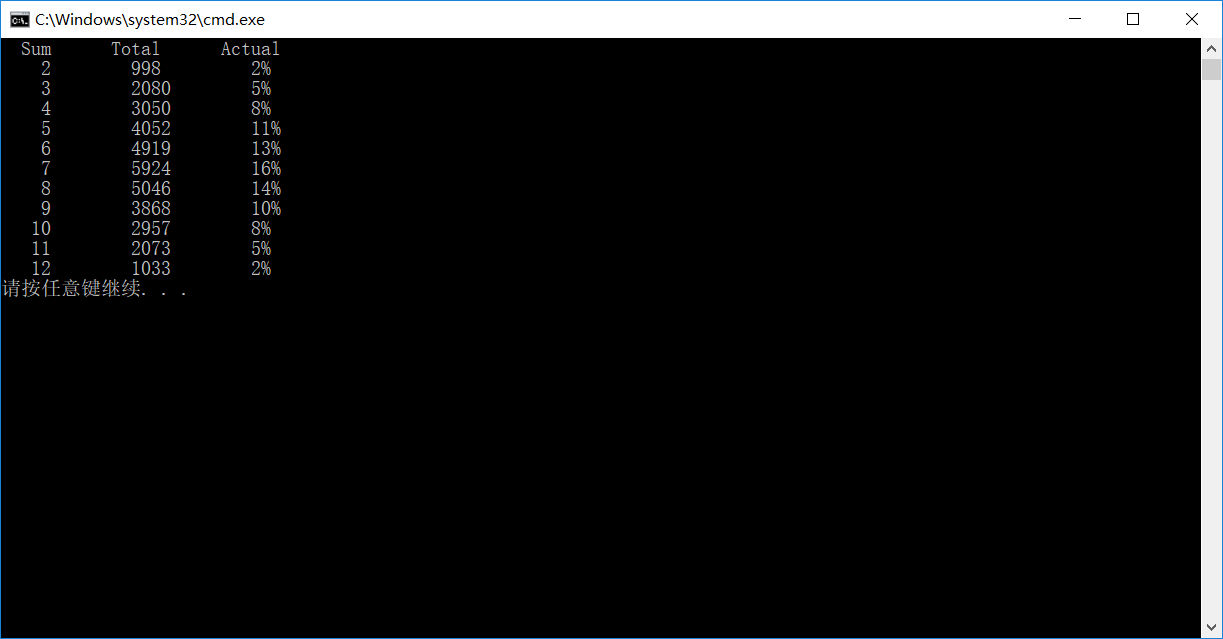 C:\Windows\system32\cmd.exe
Sum Total Actual
2 998 2%
3 2080 5%
4 3050 8%
5 4052 11%
6 4919 13%
7 5924 16%
8 5046 14%
9 3868 10%
10 2957 8%
11 2073 5%
12 1033 2%
请按任意键继续. . .